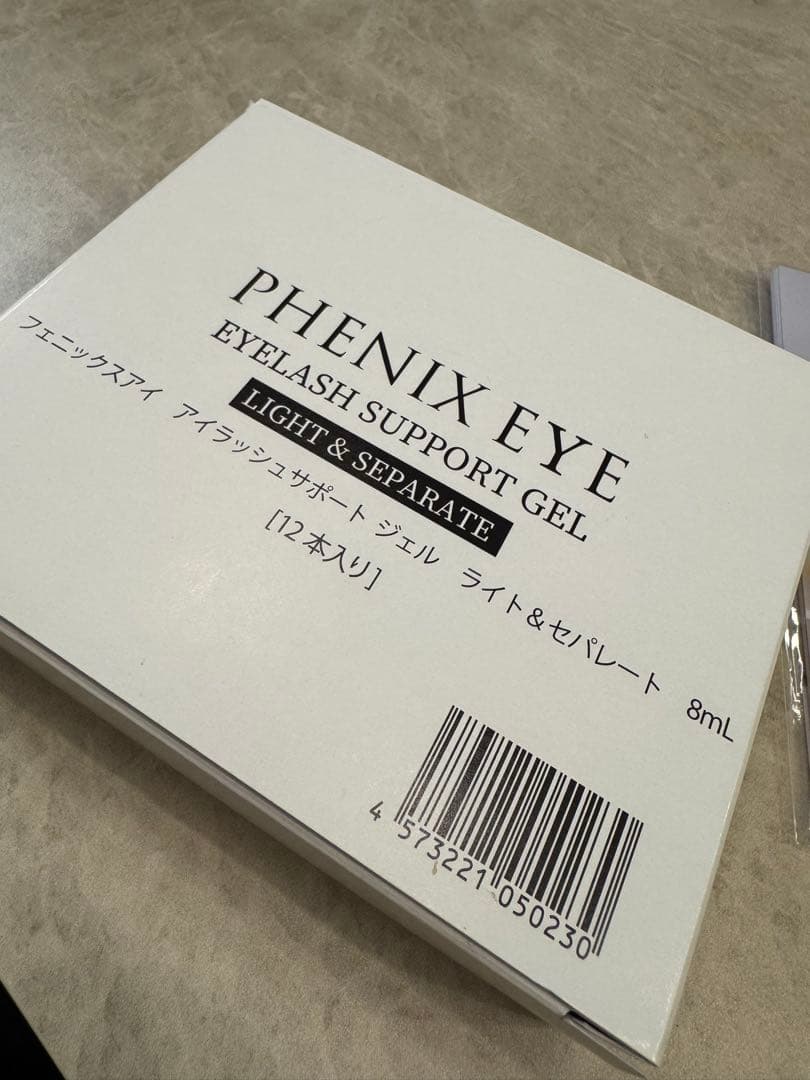 PHENIX EYE
EYELASH SUPPORT GEL
LIGHT & SEPARATE
フェニックスアイ アイラッシュサポート ジェル ライト&セパレート 8mL
[12本入り]
4 573221 050230